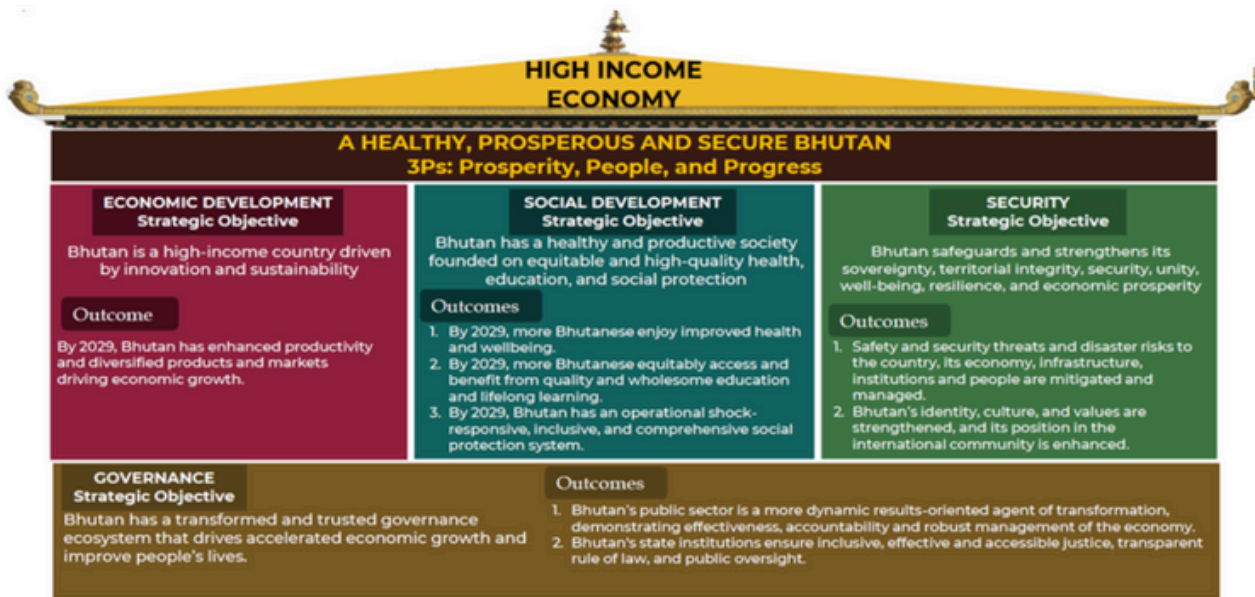 HIGH INCOME
ECONOMY
A HEALTHY, PROSPEROUS AND SECURE BHUTAN
3Ps: Prosperity, People, and Progress
ECONOMIC DEVELOPMENT
Strategic Objective
Bhutan is a high-income country driven
by innovation and sustainability
Outcome
By 2029, Bhutan has enhanced productivity
and diversified products and markets
driving economic growth.
SOCIAL DEVELOPMENT
Strategic Objective
Bhutan has a healthy and productive society
founded on equitable and high-quality health,
education, and social protection
Outcomes
1. By 2029, more Bhutanese enjoy improved health
and wellbeing.
2. By 2029, more Bhutanese equitably access and
benefit from quality and wholesome education
and lifelong learning.
3. By 2029, Bhutan has an operational shock-
responsive, inclusive, and comprehensive social
protection system.
SECURITY
Strategic Objective
Bhutan safeguards and strengthens its
sovereignty, territorial integrity, security, unity,
well-being, resilience, and economic prosperity
Outcomes
1. Safety and security threats and disaster risks to
the country, its economy, infrastructure,
institutions and people are mitigated and
managed.
2. Bhutan's identity, culture, and values are
strengthened, and its position in the
international community is enhanced.
GOVERNANCE
Strategic Objective
Bhutan has a transformed and trusted governance
ecosystem that drives accelerated economic growth and
improve people's lives.
Outcomes
1. Bhutan's public sector is a more dynamic results-oriented agent of transformation,
demonstrating effectiveness, accountability and robust management of the economy.
2. Bhutan's state institutions ensure inclusive, effective and accessible justice, transparent
rule of law, and public oversight.